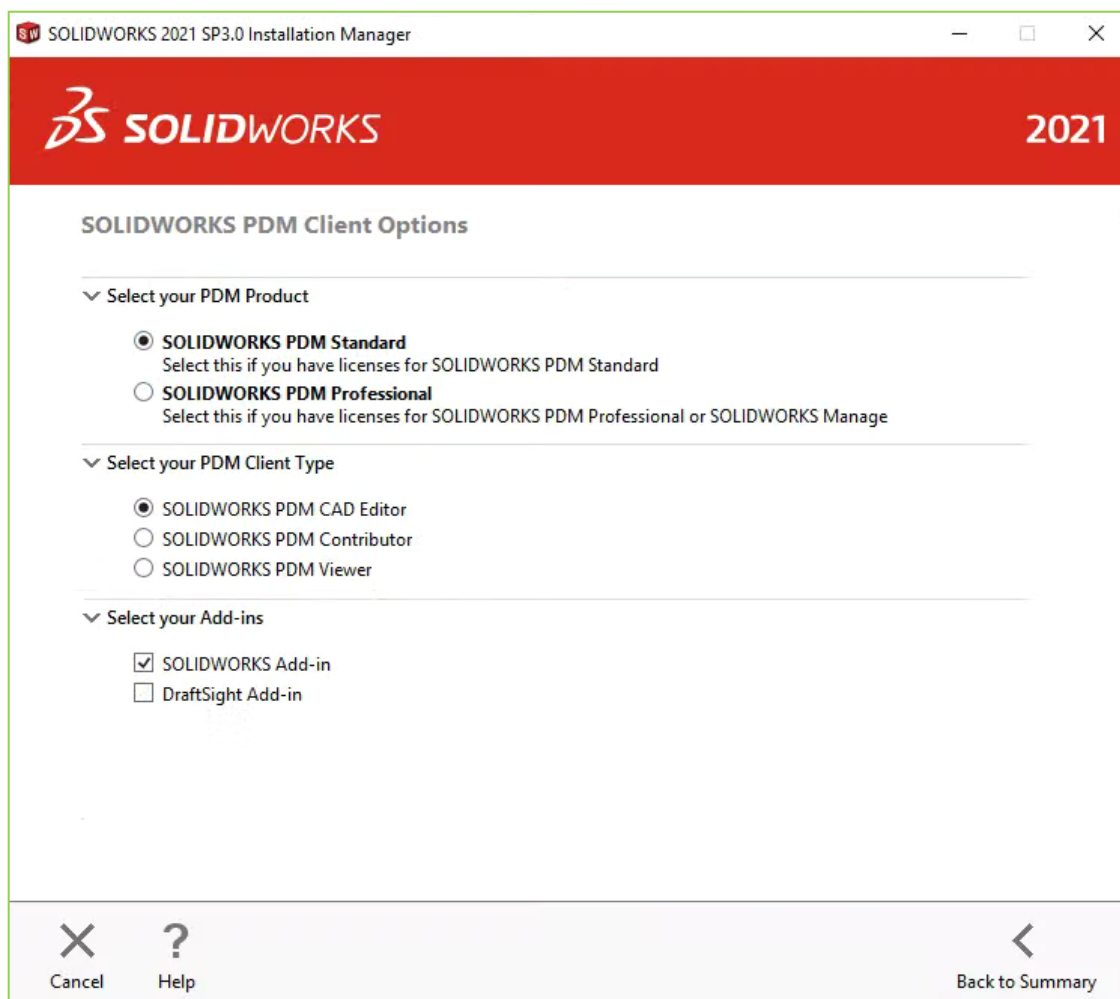 SOLIDWORKS 2021 SP3.0 Installation Manager
SOLIDWORKS
2021
SOLIDWORKS PDM Client Options
Select your PDM Product
SOLIDWORKS PDM Standard
Select this if you have licenses for SOLIDWORKS PDM Standard
SOLIDWORKS PDM Professional
Select this if you have licenses for SOLIDWORKS PDM Professional or SOLIDWORKS Manage
Select your PDM Client Type
SOLIDWORKS PDM CAD Editor
SOLIDWORKS PDM Contributor
SOLIDWORKS PDM Viewer
Select your Add-ins
SOLIDWORKS Add-in
DraftSight Add-in
Cancel
Help
Back to Summary